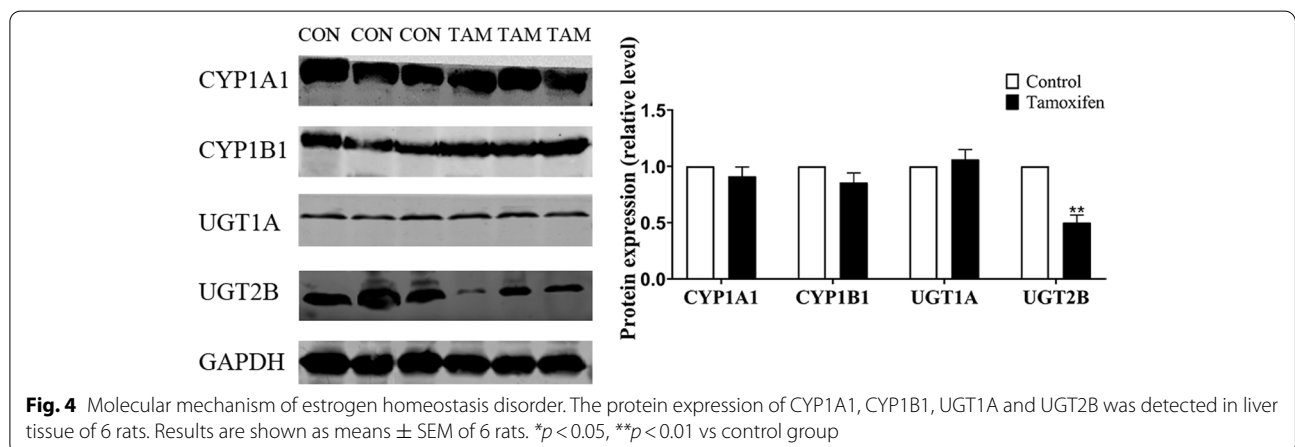 CON CON CON TAM TAM TAM
CYP1A1
CYP1B1
UGT1A
UGT2B
GAPDH
Control
Tamoxifen
Protein expression (relative level)
1.5
1.0
0.5
0.0
**
CYP1A1 CYP1B1 UGT1A UGT2B
Fig. 4 Molecular mechanism of estrogen homeostasis disorder. The protein expression of CYP1A1, CYP1B1, UGT1A and UGT2B was detected in liver
tissue of 6 rats. Results are shown as means ± SEM of 6 rats. *p < 0.05, **p < 0.01 vs control group